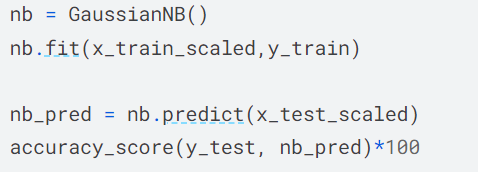 nb = GaussianNB()
nb.fit(x_train_scaled,y_train)
nb_pred = nb.predict(x_test_scaled)
accuracy_score(y_test, nb_pred)*100